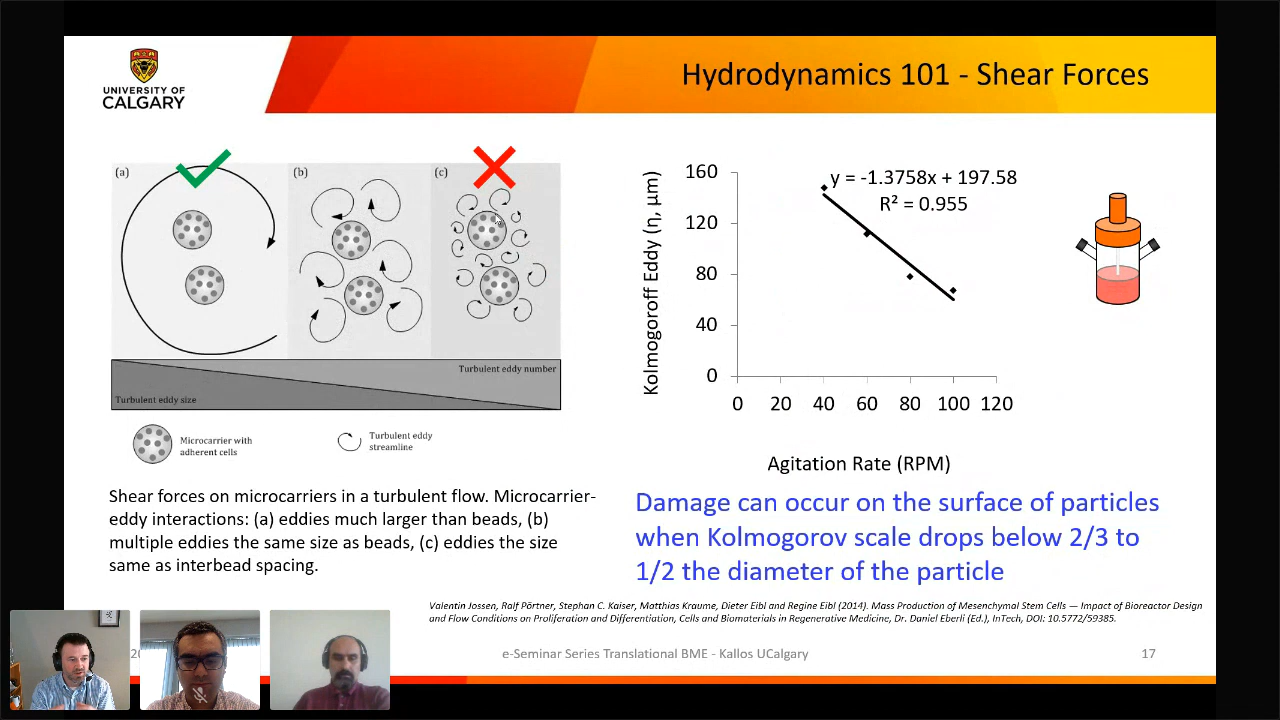 UNIVERSITY OF
CALGARY
Hydrodynamics 101 - Shear Forces
(a)
(b)
(c)
Turbulent eddy number
Turbulent eddy size
Microcarrier with
adherent cells
Turbulent eddy
streamline
Shear forces on microcarriers in a turbulent flow. Microcarrier-
eddy interactions: (a) eddies much larger than beads, (b)
multiple eddies the same size as beads, (c) eddies the size
same as interbead spacing.
Kolmogoroff Eddy (η, µm)
160
120
80
40
0
y = -1.3758x + 197.58
R² = 0.955
0 20 40 60 80 100 120
Agitation Rate (RPM)
Damage can occur on the surface of particles
when Kolmogorov scale drops below 2/3 to
1/2 the diameter of the particle
Valentin Jossen, Ralf Pörtner, Stephan C. Kaiser, Matthias Kraume, Dieter Eibl and Regine Eibl (2014). Mass Production of Mesenchymal Stem Cells — Impact of Bioreactor Design
and Flow Conditions on Proliferation and Differentiation, Cells and Biomaterials in Regenerative Medicine, Dr. Daniel Eberli (Ed.), InTech, DOI: 10.5772/59385.
e-Seminar Series Translational BME - Kallos UCalgary
17